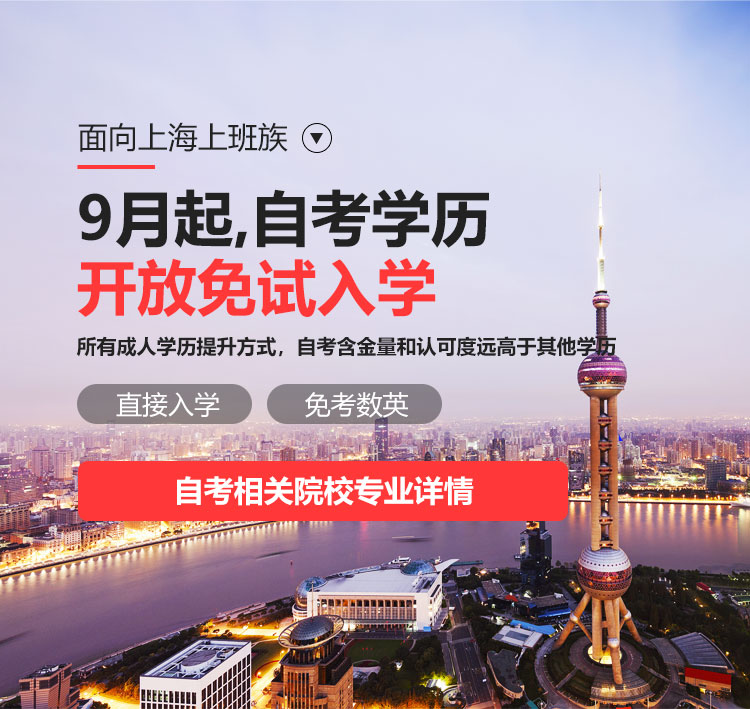 面向上海上班族
9月起,自考学历
开放免试入学
所有成人学历提升方式，自考含金量和认可度远高于其他学历
直接入学 免考数英
自考相关院校专业详情